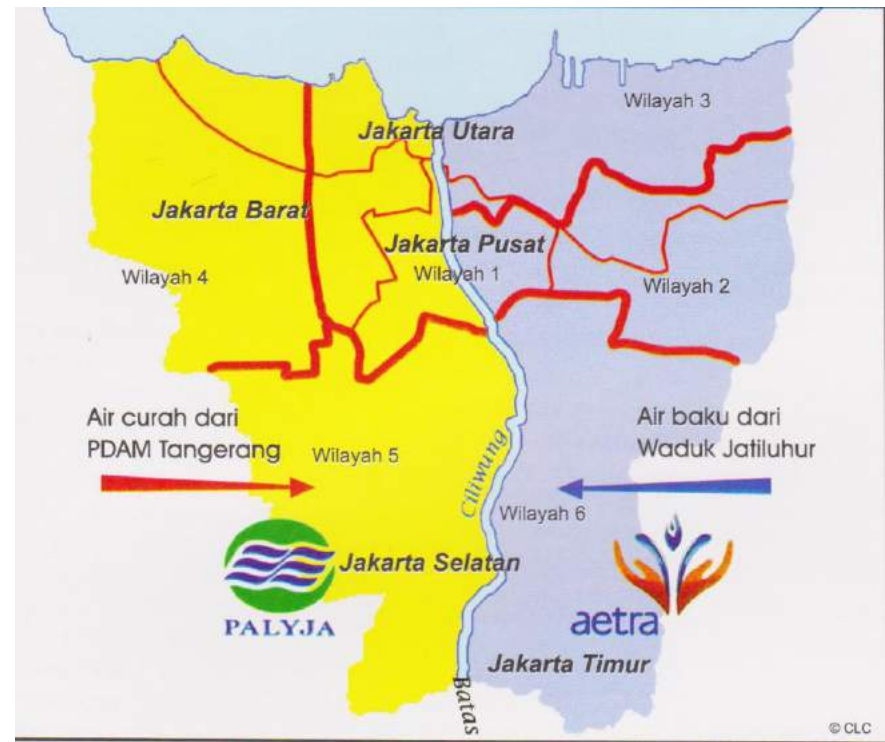 Wilayah 3
Jakarta Utara
Jakarta Barat
Jakarta Pusat
Wilayah 4
Wilayah 1
Wilayah 2
Air curah dari
PDAM Tangerang
Air baku dari
Waduk Jatiluhur
Wilayah 5
Ciliwung
Wilayah 6
Jakarta Selatan
PALYJA
aetra
Jakarta Timur
Batas
© CLC